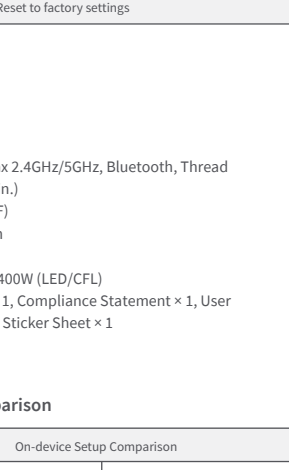 Reset to factory settings
2.4GHz/5GHz, Bluetooth, Thread
400W (LED/CFL)
1, Compliance Statement × 1, User
Sticker Sheet × 1
On-device Setup Comparison